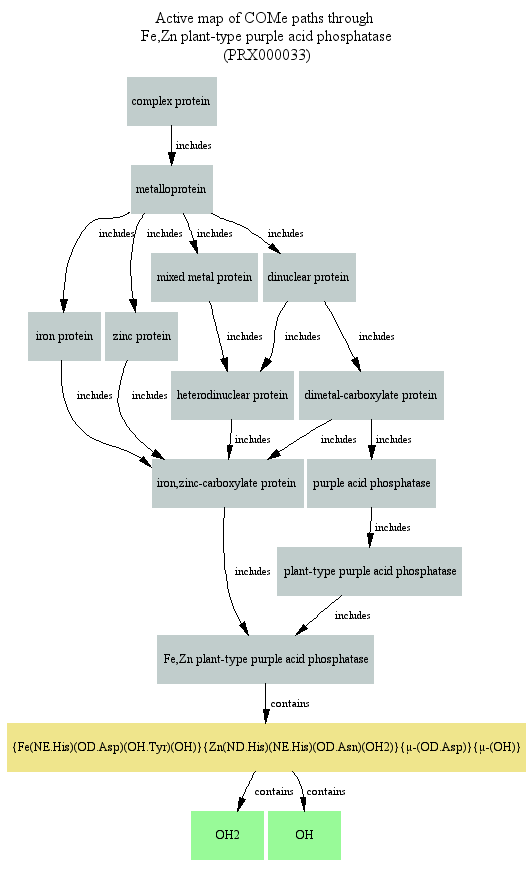 Active map of COMe paths through
Fe,Zn plant-type purple acid phosphatase
(PRX000033)
complex protein
includes
metalloprotein
includes includes includes includes
mixed metal protein dinuclear protein
iron protein zinc protein
includes includes includes
heterodinuclear protein dimetal-carboxylate protein
includes includes
includes includes includes
iron,zinc-carboxylate protein purple acid phosphatase
includes
plant-type purple acid phosphatase
includes
includes
Fe,Zn plant-type purple acid phosphatase
contains
{Fe(NE.His)(OD.Asp)(OH.Tyr)(OH)}{Zn(ND.His)(NE.His)(OD.Asn)(OH2)}{μ-(OD.Asp)}{μ-(OH)}
contains contains
OH2 OH